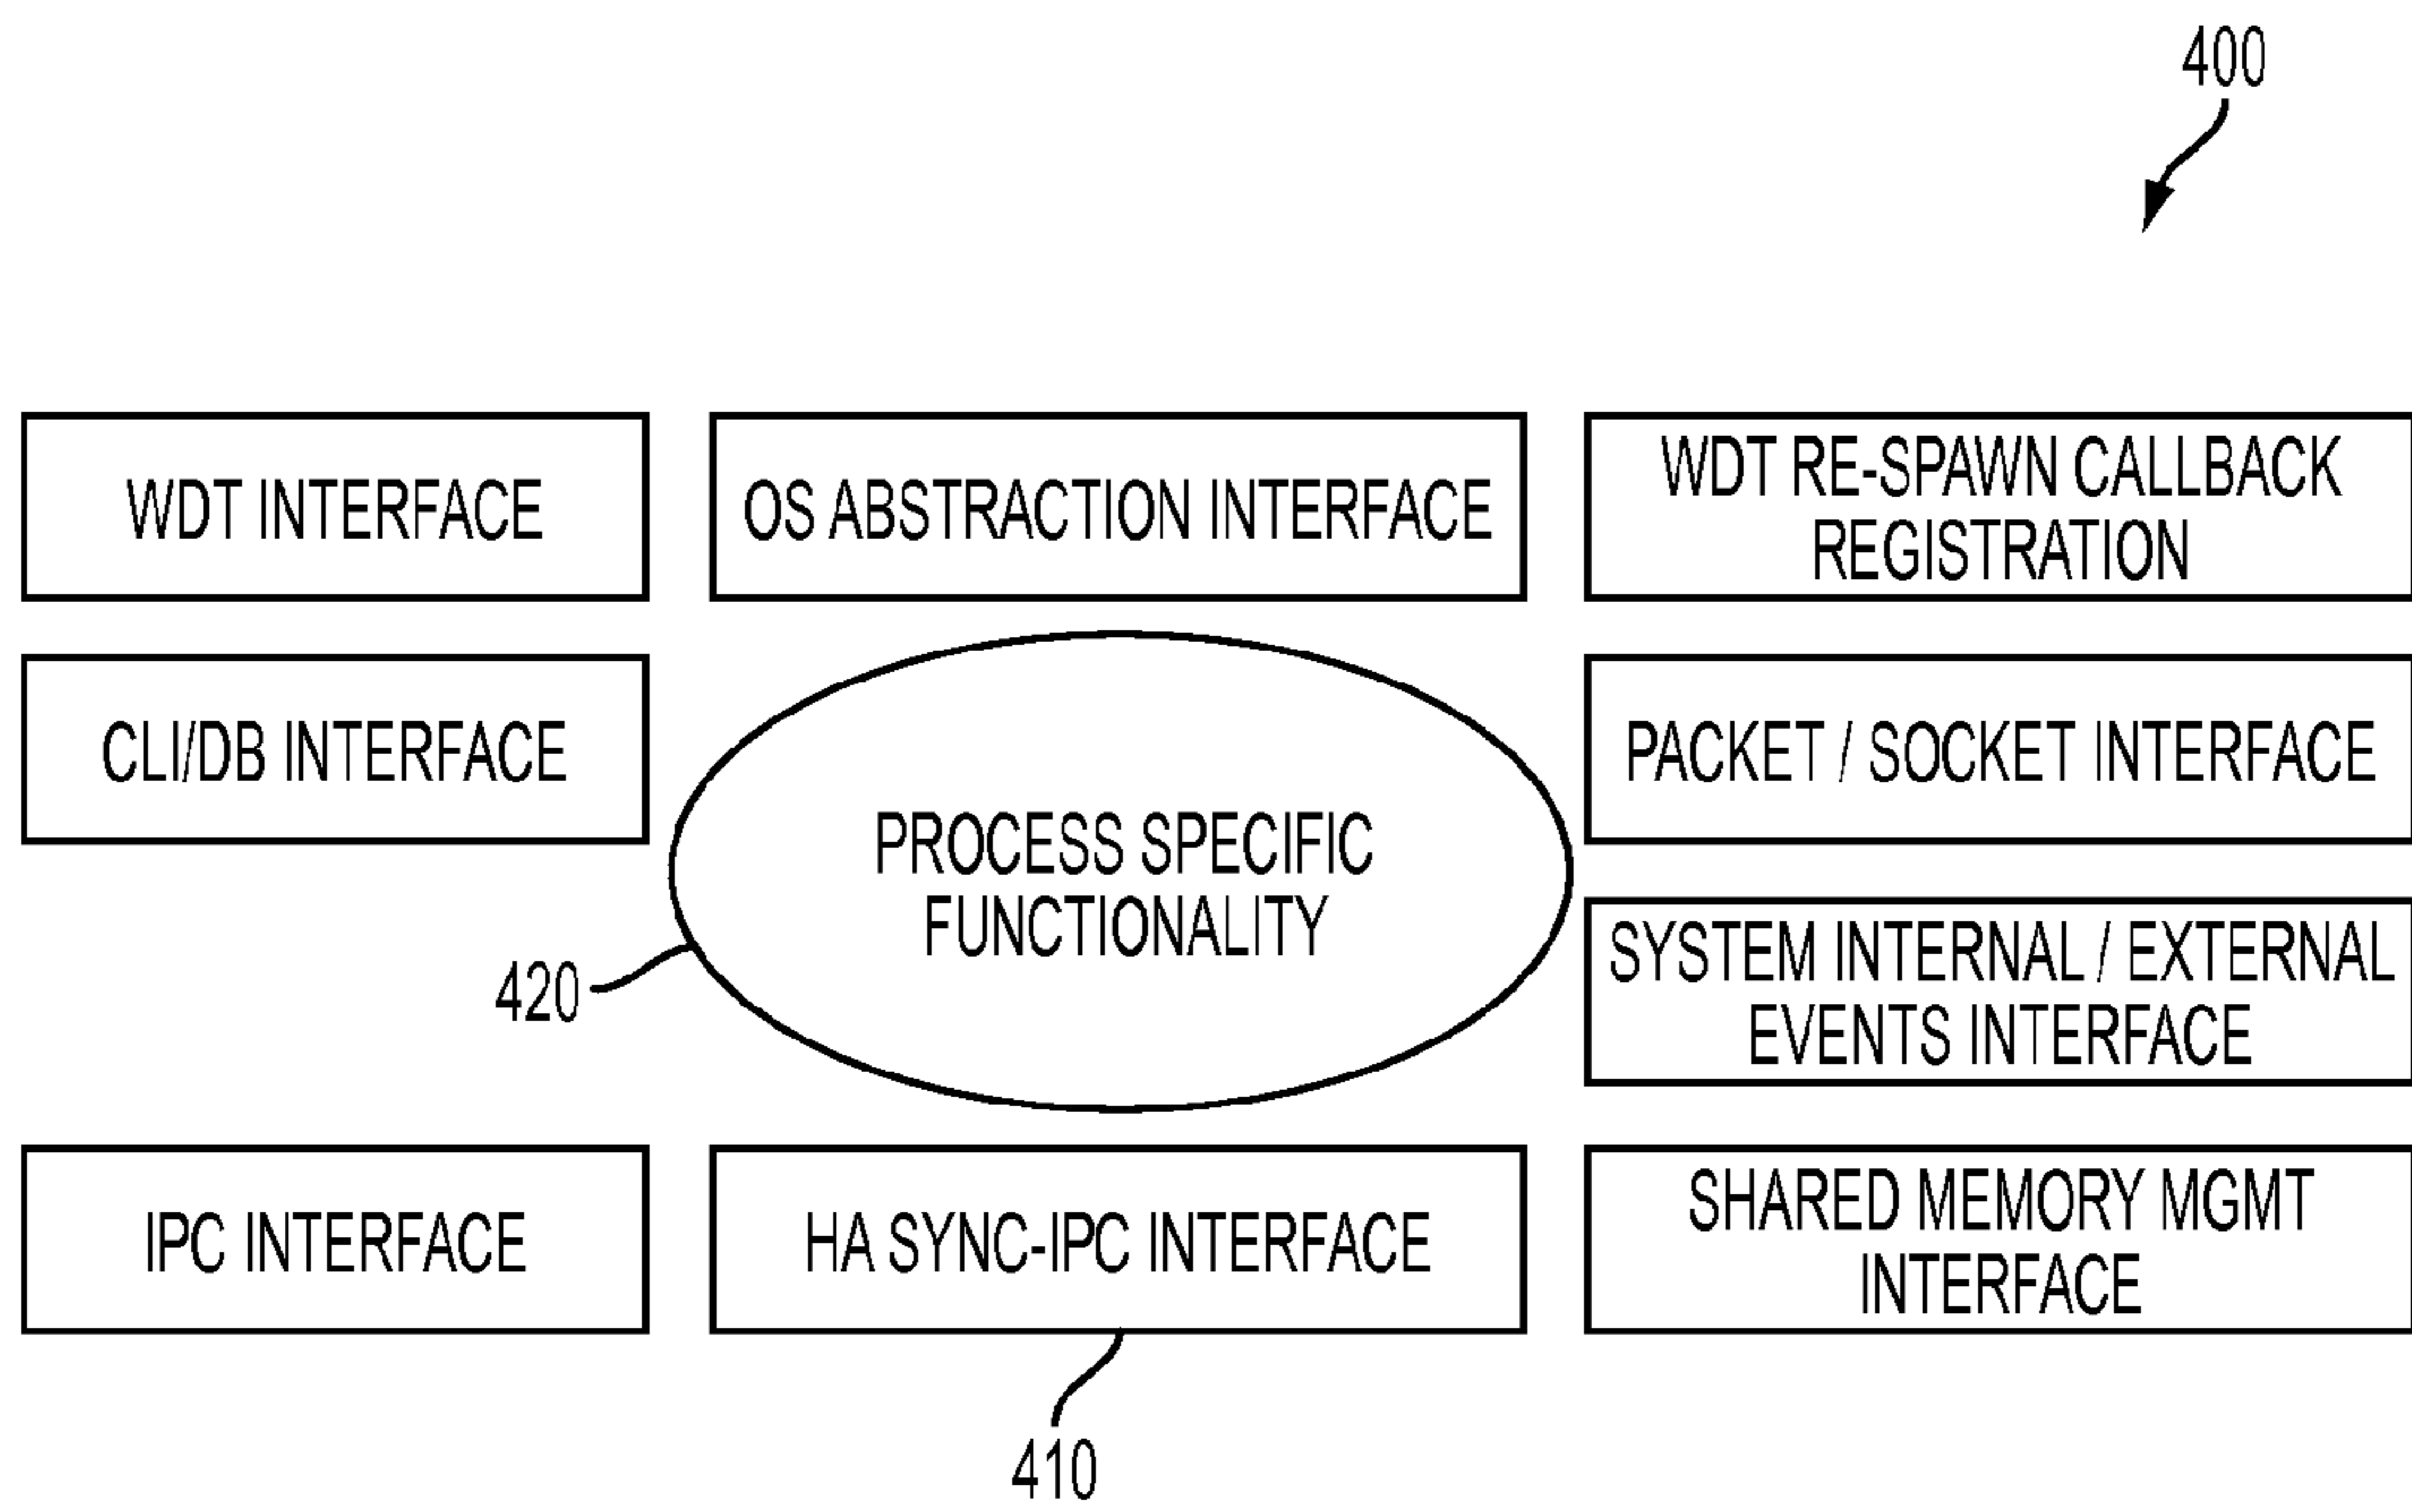 400
WDT INTERFACE
OS ABSTRACTION INTERFACE
WDT RE-SPAWN CALLBACK
REGISTRATION
CLI/DB INTERFACE
PACKET / SOCKET INTERFACE
PROCESS SPECIFIC
FUNCTIONALITY
420
SYSTEM INTERNAL / EXTERNAL
EVENTS INTERFACE
IPC INTERFACE
HA SYNC-IPC INTERFACE
SHARED MEMORY MGMT
INTERFACE
410